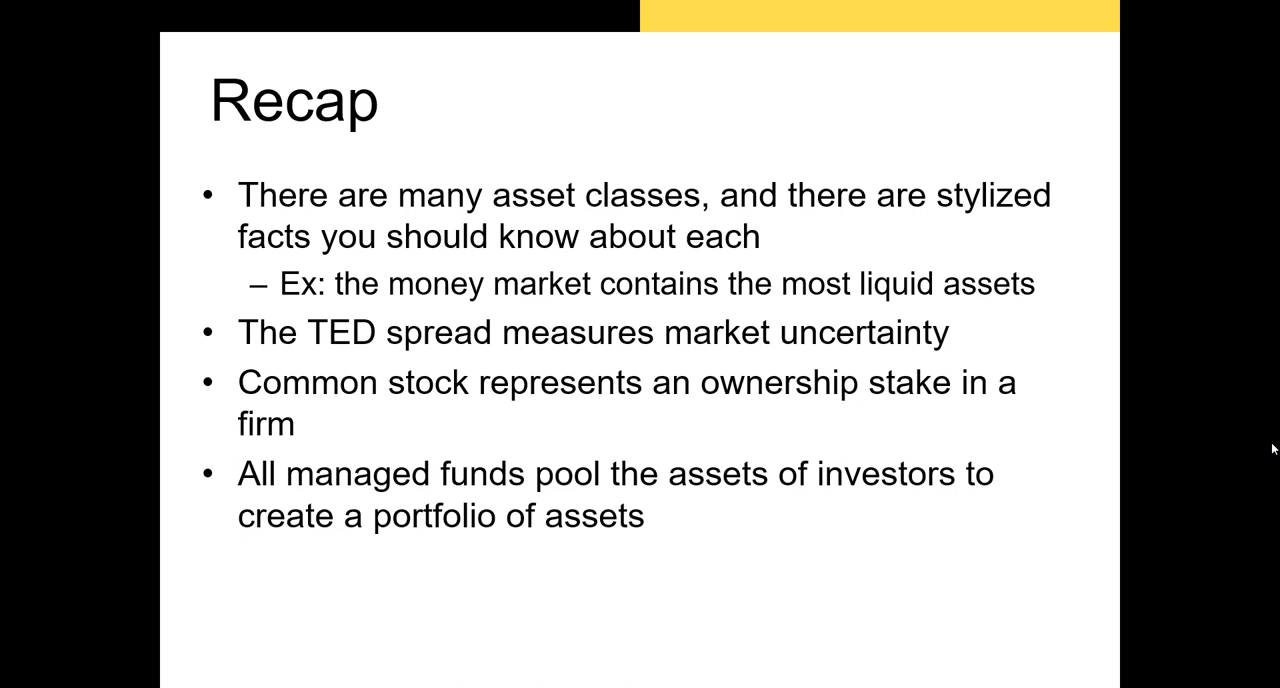 Recap
• There are many asset classes, and there are stylized
facts you should know about each
– Ex: the money market contains the most liquid assets
• The TED spread measures market uncertainty
• Common stock represents an ownership stake in a
firm
• All managed funds pool the assets of investors to
create a portfolio of assets